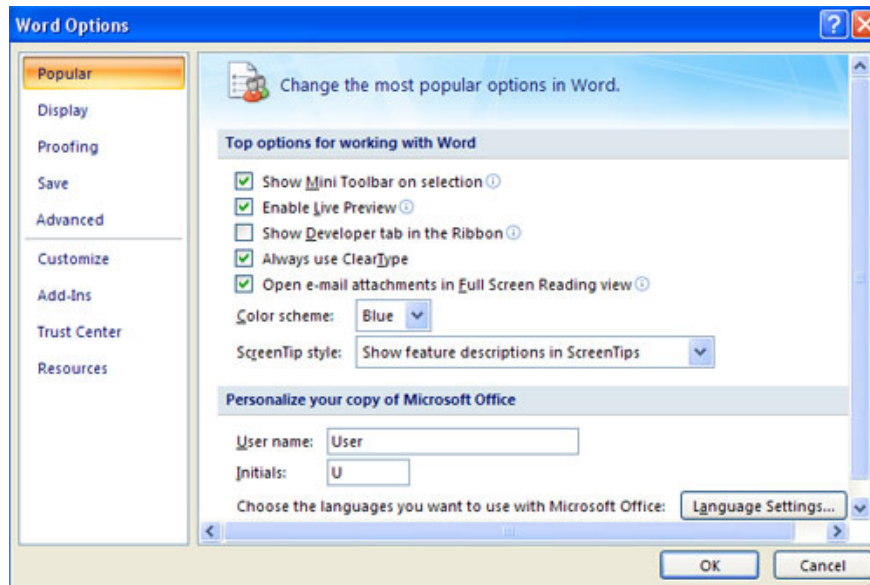 Word Options
Popular
Display
Proofing
Save
Advanced
Customize
Add-Ins
Trust Center
Resources
Change the most popular options in Word.
Top options for working with Word
Show Mini Toolbar on selection
Enable Live Preview
Show Developer tab in the Ribbon
Always use ClearType
Open e-mail attachments in Full Screen Reading view
Color scheme: Blue
ScreenTip style: Show feature descriptions in ScreenTips
Personalize your copy of Microsoft Office
User name: User
Initials: U
Choose the languages you want to use with Microsoft Office: Language Settings...
OK Cancel